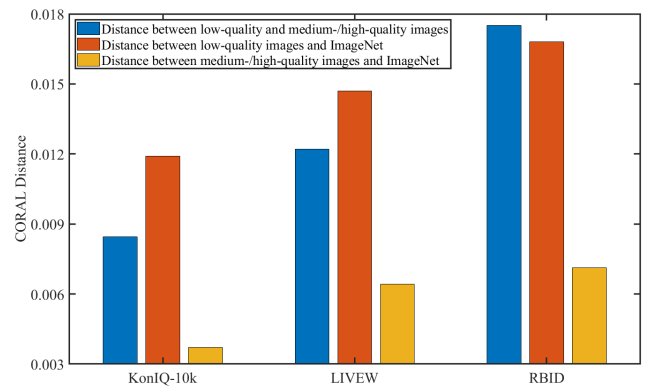 0.018
0.015
0.012
0.009
0.006
0.003
CORAL Distance
Distance between low-quality and medium-/high-quality images
Distance between low-quality images and ImageNet
Distance between medium-/high-quality images and ImageNet
KonIQ-10k
LIVEW
RBID